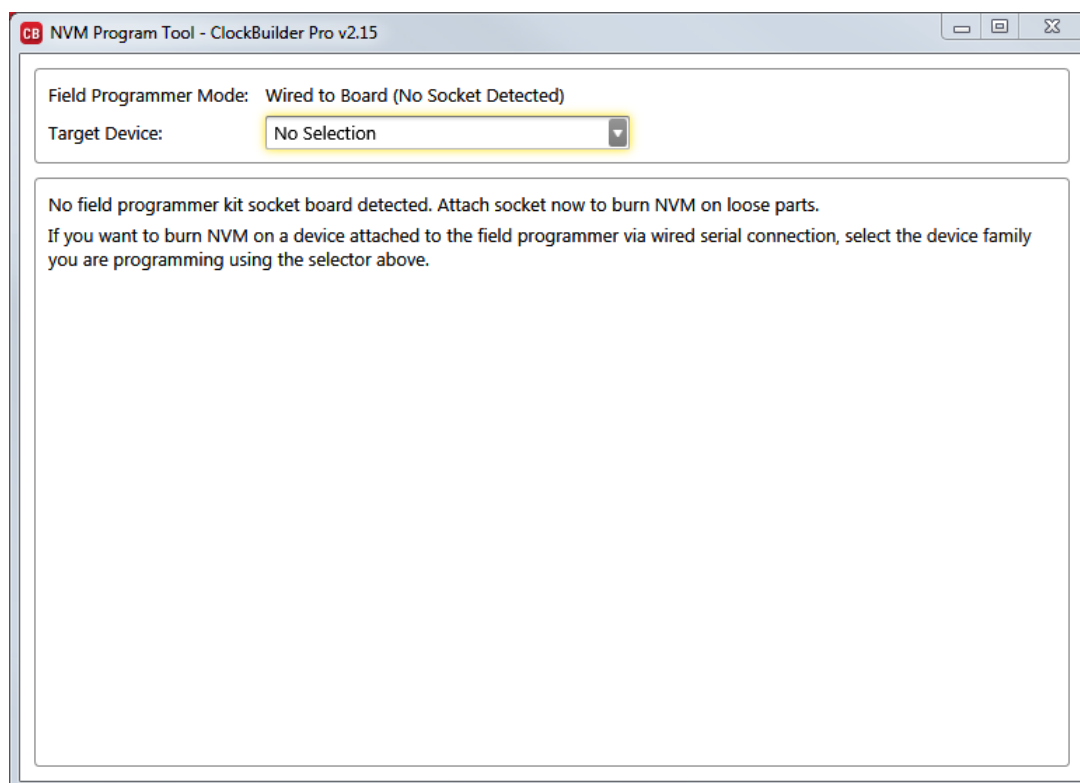 CB NVM Program Tool - ClockBuilder Pro v2.15
Field Programmer Mode: Wired to Board (No Socket Detected)
Target Device: No Selection
No field programmer kit socket board detected. Attach socket now to burn NVM on loose parts.
If you want to burn NVM on a device attached to the field programmer via wired serial connection, select the device family
you are programming using the selector above.